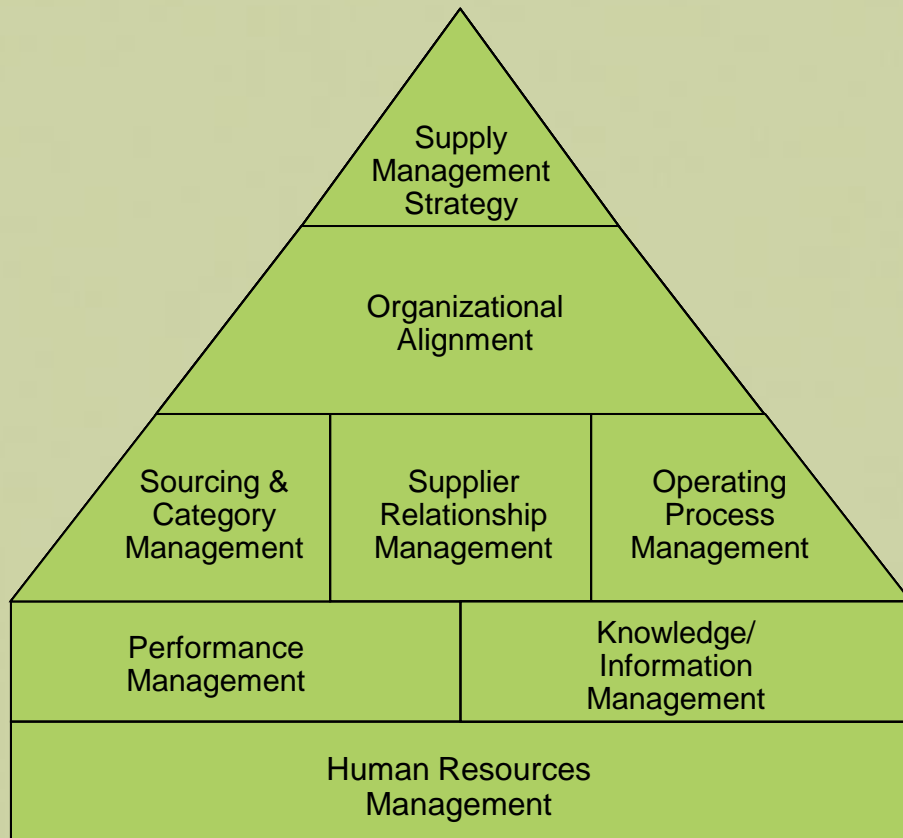 Supply
Management
Strategy
Organizational
Alignment
Sourcing &
Category
Management
Supplier
Relationship
Management
Operating
Process
Management
Performance
Management
Knowledge/
Information
Management
Human Resources
Management